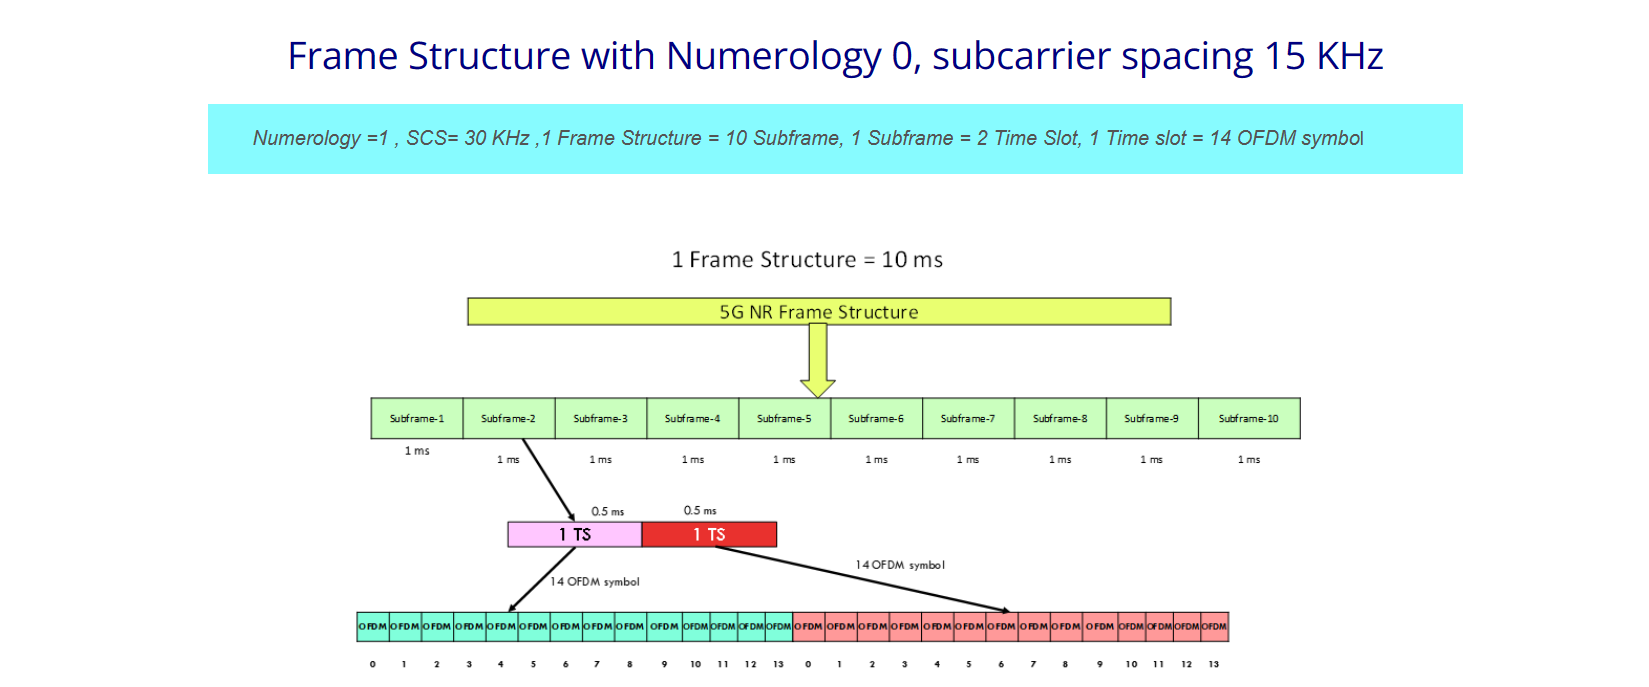 Frame Structure with Numerology 0, subcarrier spacing 15 KHz
Numerology =1 , SCS= 30 KHz ,1 Frame Structure = 10 Subframe, 1 Subframe = 2 Time Slot, 1 Time slot = 14 OFDM symbol
1 Frame Structure = 10 ms
5G NR Frame Structure
Subframe-1 Subframe-2 Subframe-3 Subframe-4 Subframe-5 Subframe-6 Subframe-7 Subframe-8 Subframe-9 Subframe-10
1 ms 1 ms 1 ms 1 ms 1 ms 1 ms 1 ms 1 ms 1 ms 1 ms
0.5 ms 0.5 ms
1 TS 1 TS
14 OFDM symbol
14 OFDM symbol
OFDM OFDM OFDM OFDM OFDM OFDM OFDM OFDM OFDM OFDM OFDM OFDM OFDM OFDM OFDM OFDM OFDM OFDM OFDM OFDM OFDM OFDM OFDM OFDM OFDM OFDM OFDM OFDM
0 1 2 3 4 5 6 7 8 9 10 11 12 13 0 1 2 3 4 5 6 7 8 9 10 11 12 13